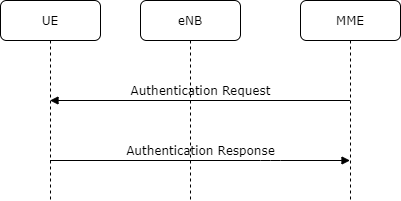 UE
eNB
MME
Authentication Request
Authentication Response